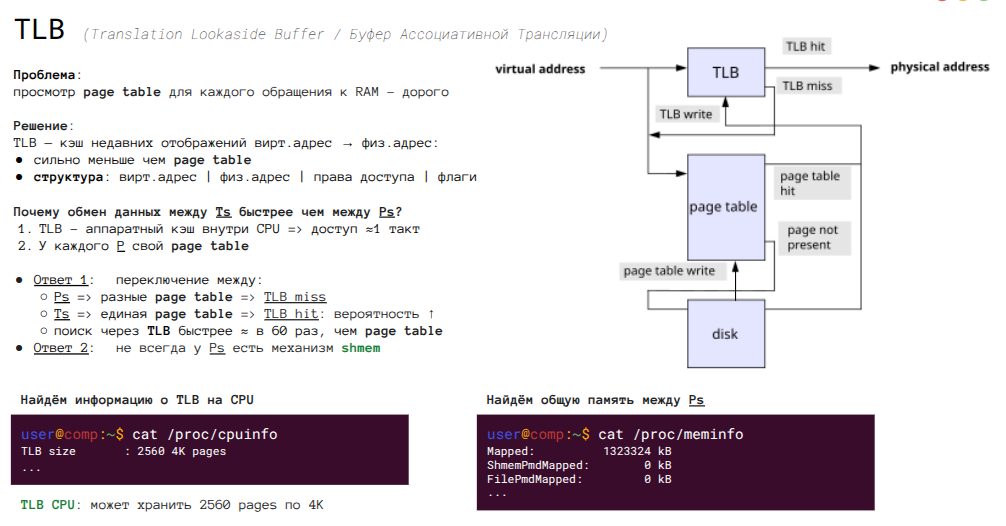 TLB (Translation Lookaside Buffer / Буфер Ассоциативной Трансляции)
Проблема:
просмотр page table для каждого обращения к RAM – дорого
Решение:
TLB – кэш недавних отображений вирт.адрес → физ.адрес:
● сильно меньше чем page table
● структура: вирт.адрес | физ.адрес | права доступа | флаги
Почему обмен данных между Ts быстрее чем между Ps?
1. TLB – аппаратный кэш внутри CPU => доступ ≈1 такт
2. У каждого P свой page table
● Ответ 1: переключение между:
○ Ps => разные page table => TLB miss
○ Ts => единая page table => TLB hit: вероятность ↑
○ поиск через TLB быстрее ≈ в 60 раз, чем page table
● Ответ 2: не всегда у Ps есть механизм shmem
virtual address
TLB
TLB hit
physical address
TLB miss
TLB write
page table
page table
hit
page not
present
page table write
disk
Найдём информацию о TLB на CPU
user@comp:~$ cat /proc/cpuinfo
TLB size : 2560 4K pages
...
TLB CPU: может хранить 2560 pages по 4K
Найдём общую память между Ps
user@comp:~$ cat /proc/meminfo
Mapped: 1323324 kB
ShmemPmdMapped: 0 kB
FilePmdMapped: 0 kB
...